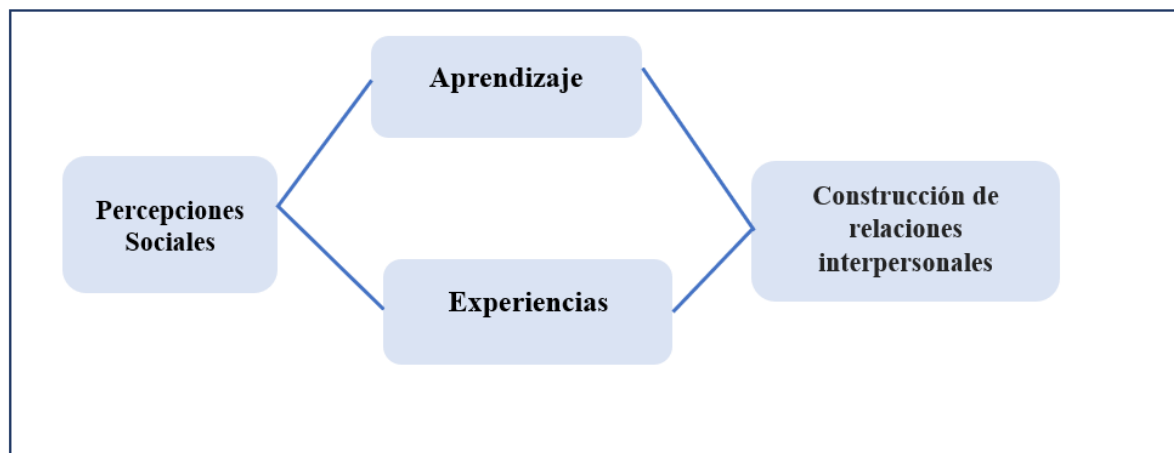 Aprendizaje
Percepciones
Sociales
Experiencias
Construcción de
relaciones
interpersonales